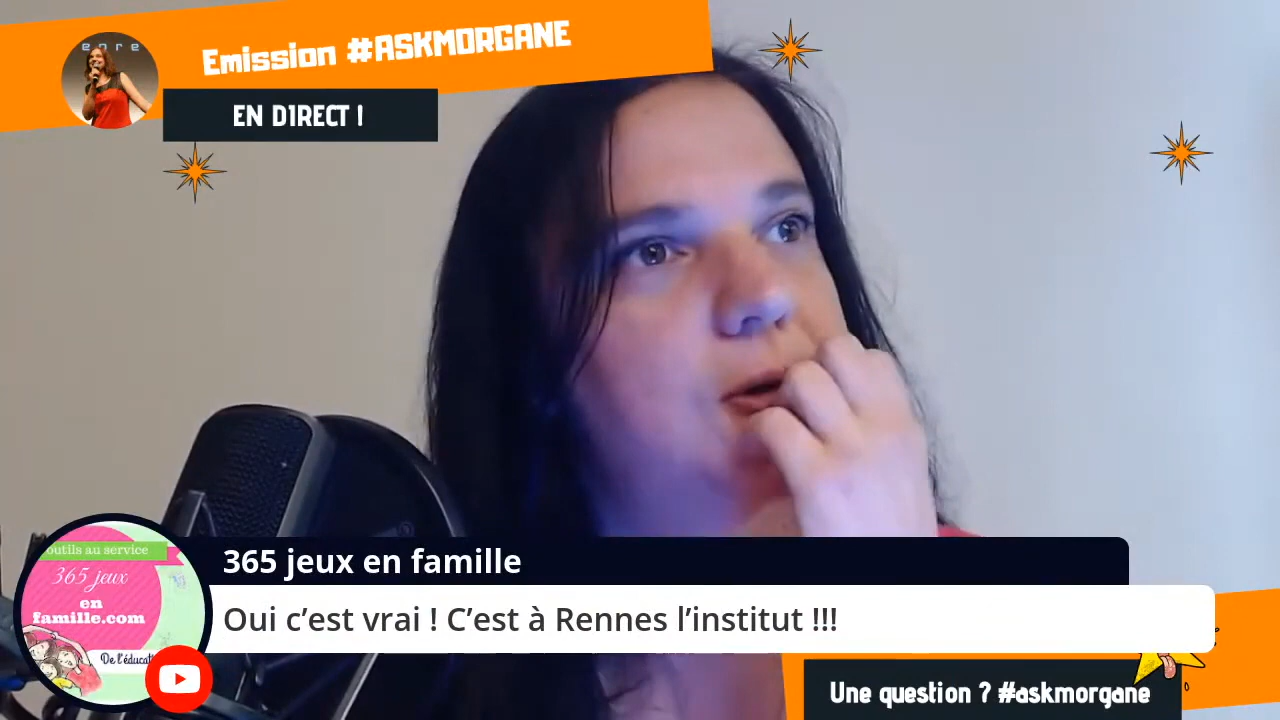 enre
Emission #ASKMORGANE
EN DIRECT !
outils au service
365 jeux
en
famille.com
De l'éducati
365 jeux en famille
Oui c’est vrai ! C’est à Rennes l’institut !!!
Une question ? #askmorgane